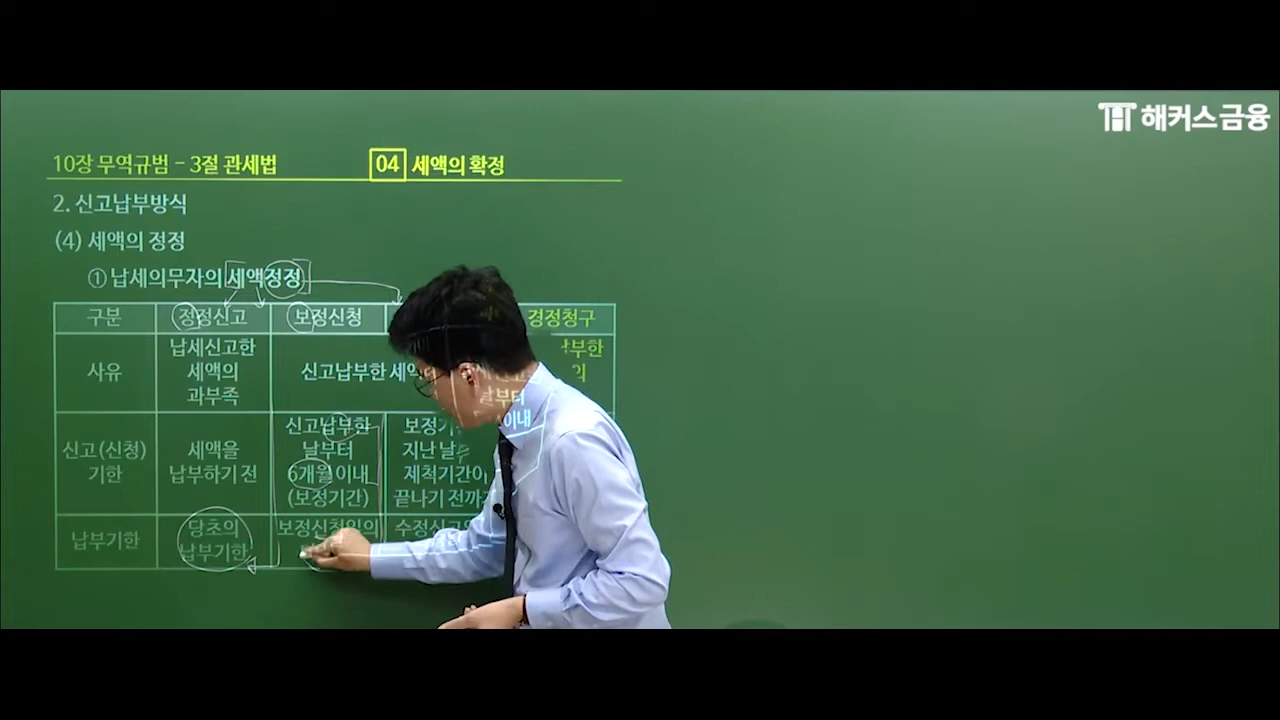 해커스금융
10장 무역규범 - 3절 관세법
04 세액의 확정
2. 신고납부방식
(4) 세액의 정정
① 납세의무자의 세액정정
구분 정정신고 보정신청 경정청구
사유
납세신고한
세액의
과부족
신고납부한
신고(신청)
기한
세액을
납부하기 전
신고납부한
날부터
6개월 이내
(보정기간)
지난
제척기간이
끝나기
날부터
이내
납부기한
당초의
납부기한
보정신청일의